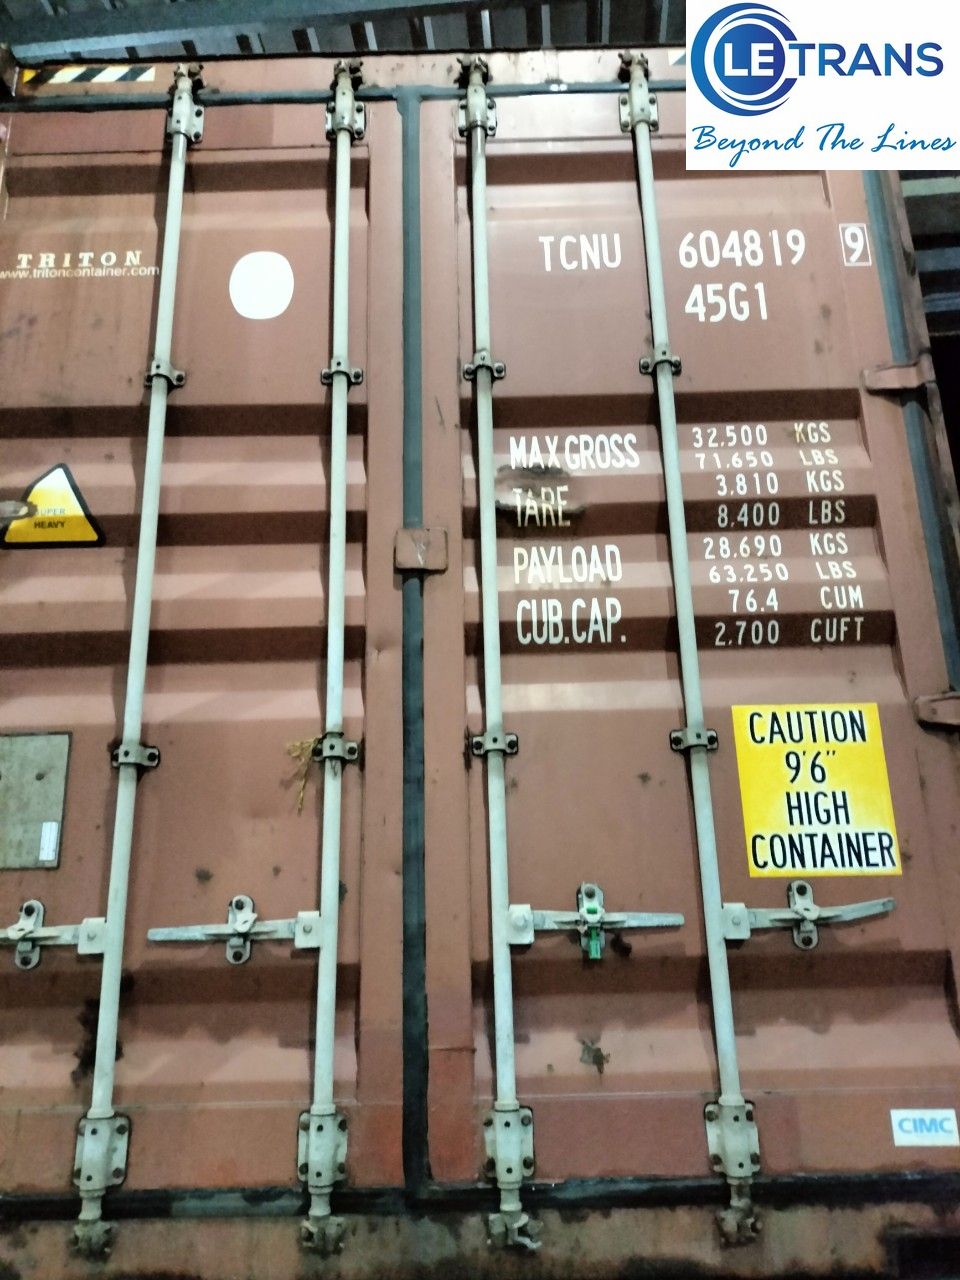 LETRANS
Beyond The Lines
TRITON
www.tritoncontainer.com
TCNU 604819 9
45G1
MAX GROSS 32,500 KGS
71,650 LBS
TARE 3,810 KGS
8,400 LBS
PAYLOAD 28,690 KGS
63,250 LBS
CUB.CAP. 76.4 CUM
2,700 CUFT
SUPER
HEAVY
CAUTION
9'6"
HIGH
CONTAINER
CIMC